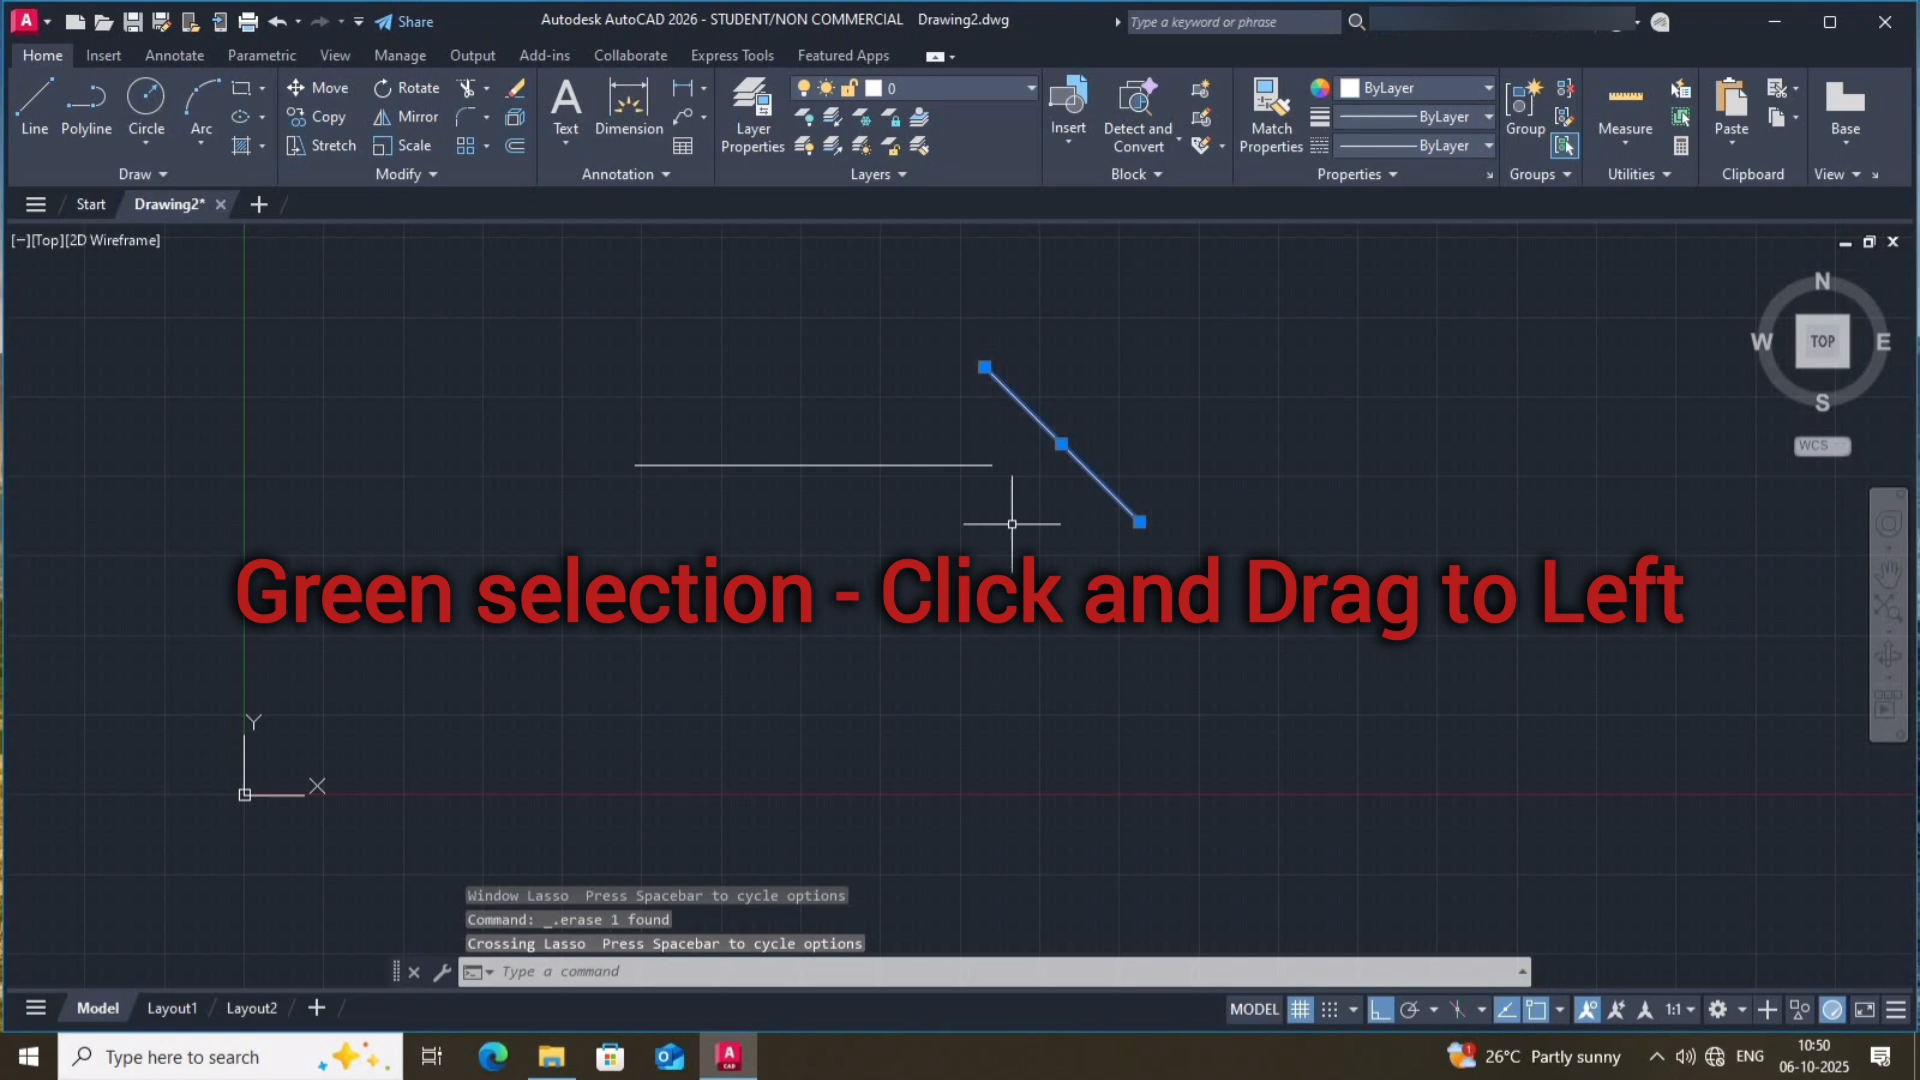 Share
Autodesk AutoCAD 2026 - STUDENT/NON COMMERCIAL Drawing2.dwg
Type a keyword or phrase
Home Insert Annotate Parametric View Manage Output Add-ins Collaborate Express Tools Featured Apps
Line
Polyline
Circle
Arc
Draw
Move
Rotate
Copy
Mirror
Stretch
Scale
Modify
Text
Dimension
Annotation
Layer
Properties
0
Layers
Insert
Detect and
Convert
Block
Match
Properties
ByLayer
ByLayer
ByLayer
Properties
Group
Groups
Measure
Utilities
Paste
Clipboard
Base
View
Start
Drawing2*
[−][Top][2D Wireframe]
N
W
TOP
E
S
WCS
Green selection - Click and Drag to Left
Y
X
Window Lasso  Press Spacebar to cycle options
Command: _.erase 1 found
Crossing Lasso  Press Spacebar to cycle options
Type a command
Model
Layout1
Layout2
MODEL
1:1
Type here to search
A
CAD
26°C Partly sunny
ENG
10:50
06-10-2025